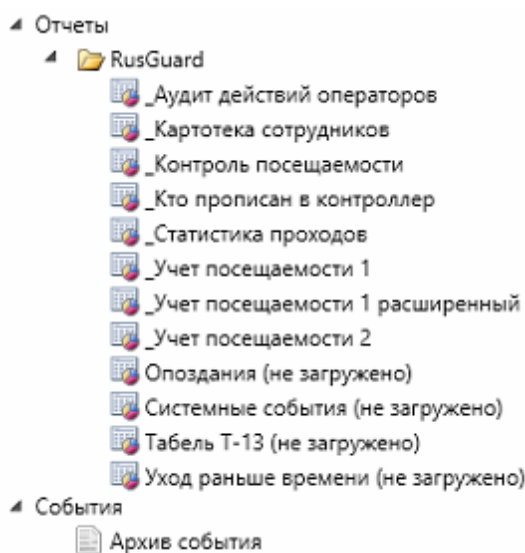 Отчеты
RusGuard
_Аудит действий операторов
_Картотека сотрудников
_Контроль посещаемости
_Кто прописан в контроллер
_Статистика проходов
_Учет посещаемости 1
_Учет посещаемости 1 расширенный
_Учет посещаемости 2
Опоздания (не загружено)
Системные события (не загружено)
Табель Т-13 (не загружено)
Уход раньше времени (не загружено)
События
Архив события